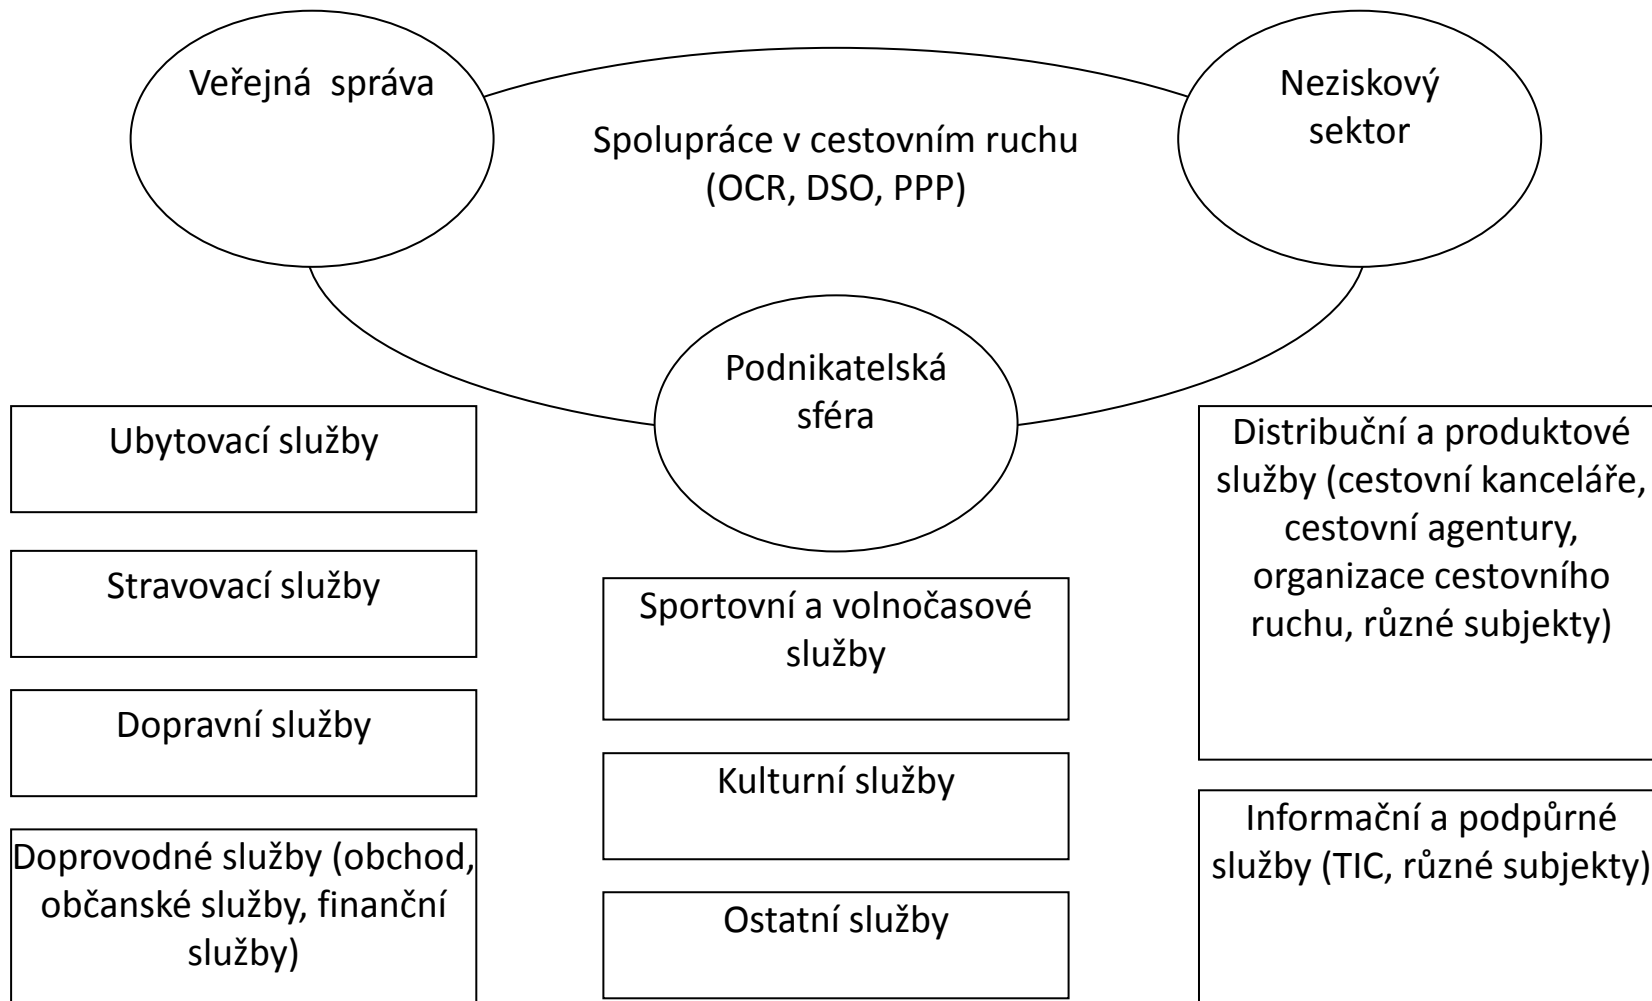 Veřejná  správa
Neziskový
sektor
Spolupráce v cestovním ruchu
(OCR, DSO, PPP)
Podnikatelská
sféra
Ubytovací služby
Stravovací služby
Dopravní služby
Doprovodné služby (obchod,
občanské služby, finanční
služby)
Sportovní a volnočasové
služby
Kulturní služby
Ostatní služby
Distribuční a produktové
služby (cestovní kanceláře,
cestovní agentury,
organizace cestovního
ruchu, různé subjekty)
Informační a podpůrné
služby (TIC, různé subjekty)